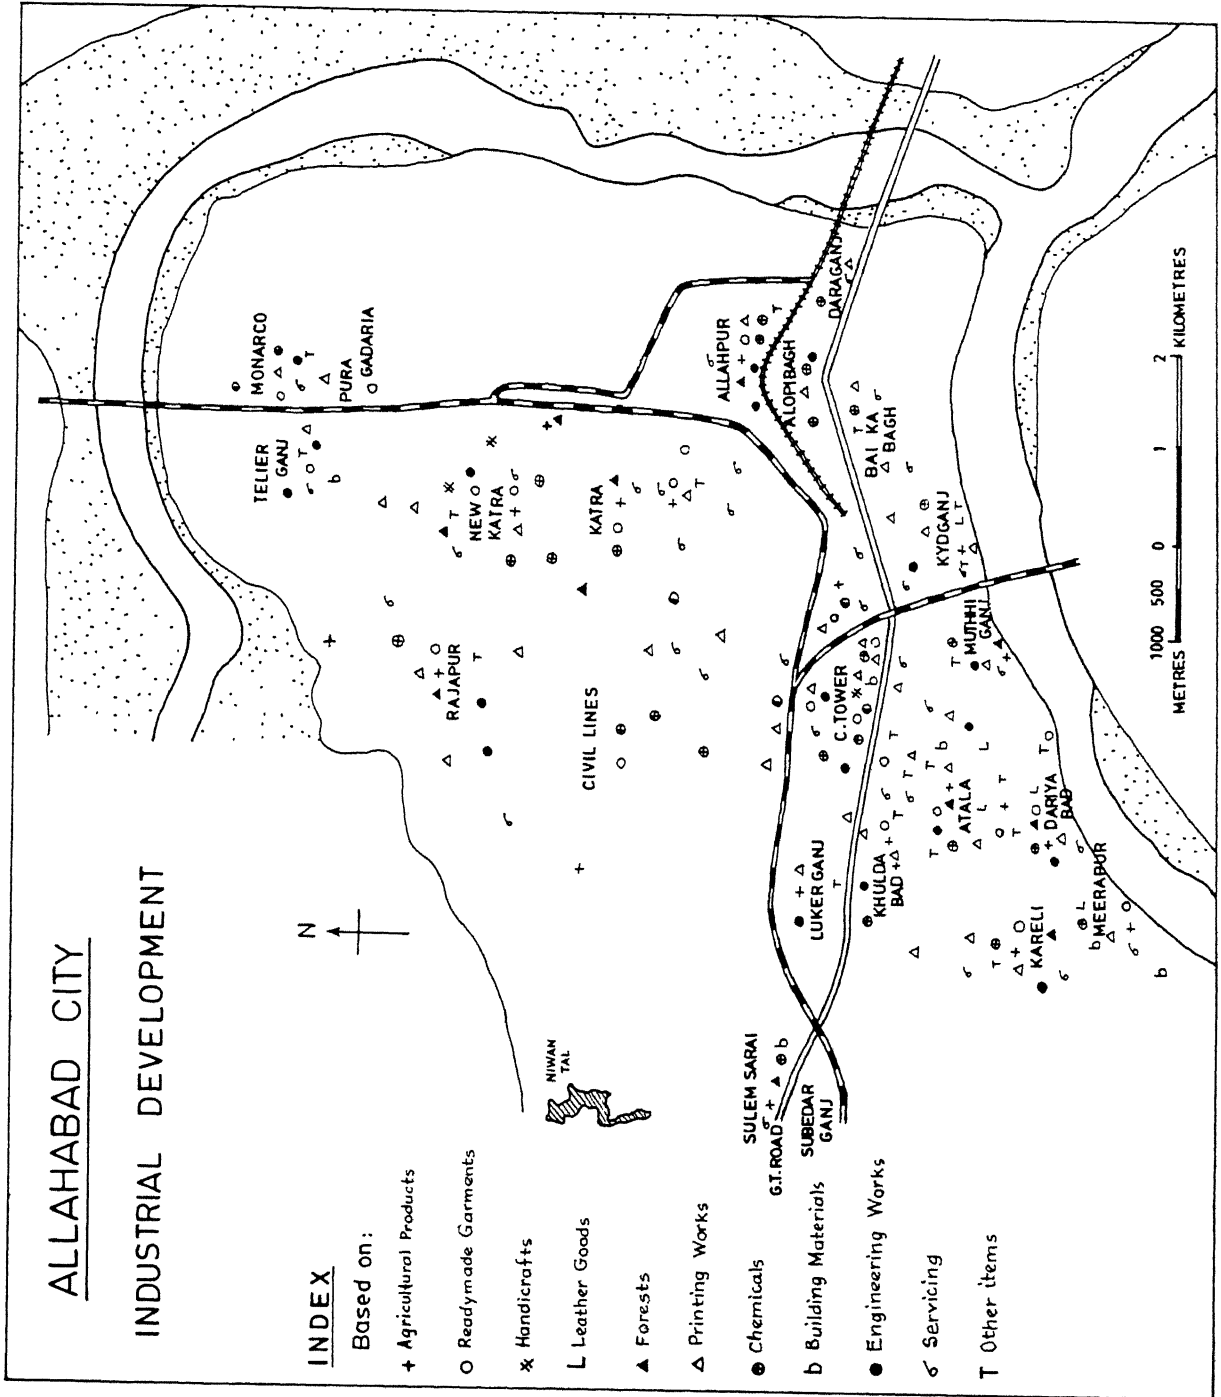 ALLAHABAD CITY
INDUSTRIAL DEVELOPMENT
N
INDEX
Based on:
+ Agricultural Products
Readymade Garments
Handicrafts
L Leather Goods
▲ Forests
△ Printing Works
Chemicals
b Building Materials
● Engineering Works
Servicing
T Other items
NIWAN
TAL
SULEM SARAI
G.T. ROAD
SUBEDAR
GANJ
RAJAPUR
CIVIL LINES
LUKERGANJ
KHULDA
BAD
C.TOWER
ATALA
DARIYA
BAD
KARELI
MEERAPUR
MUTHHI
GANJ
KYDGANJ
BAI KA
BAGH
TELIER
GANJ
NEW
KATRA
KATRA
MONARCO
PURA
GADARIA
ALLAHPUR
ALOPIBAGH
DARAGANJ
METRES 1000 500 0 1 2 KILOMETRES